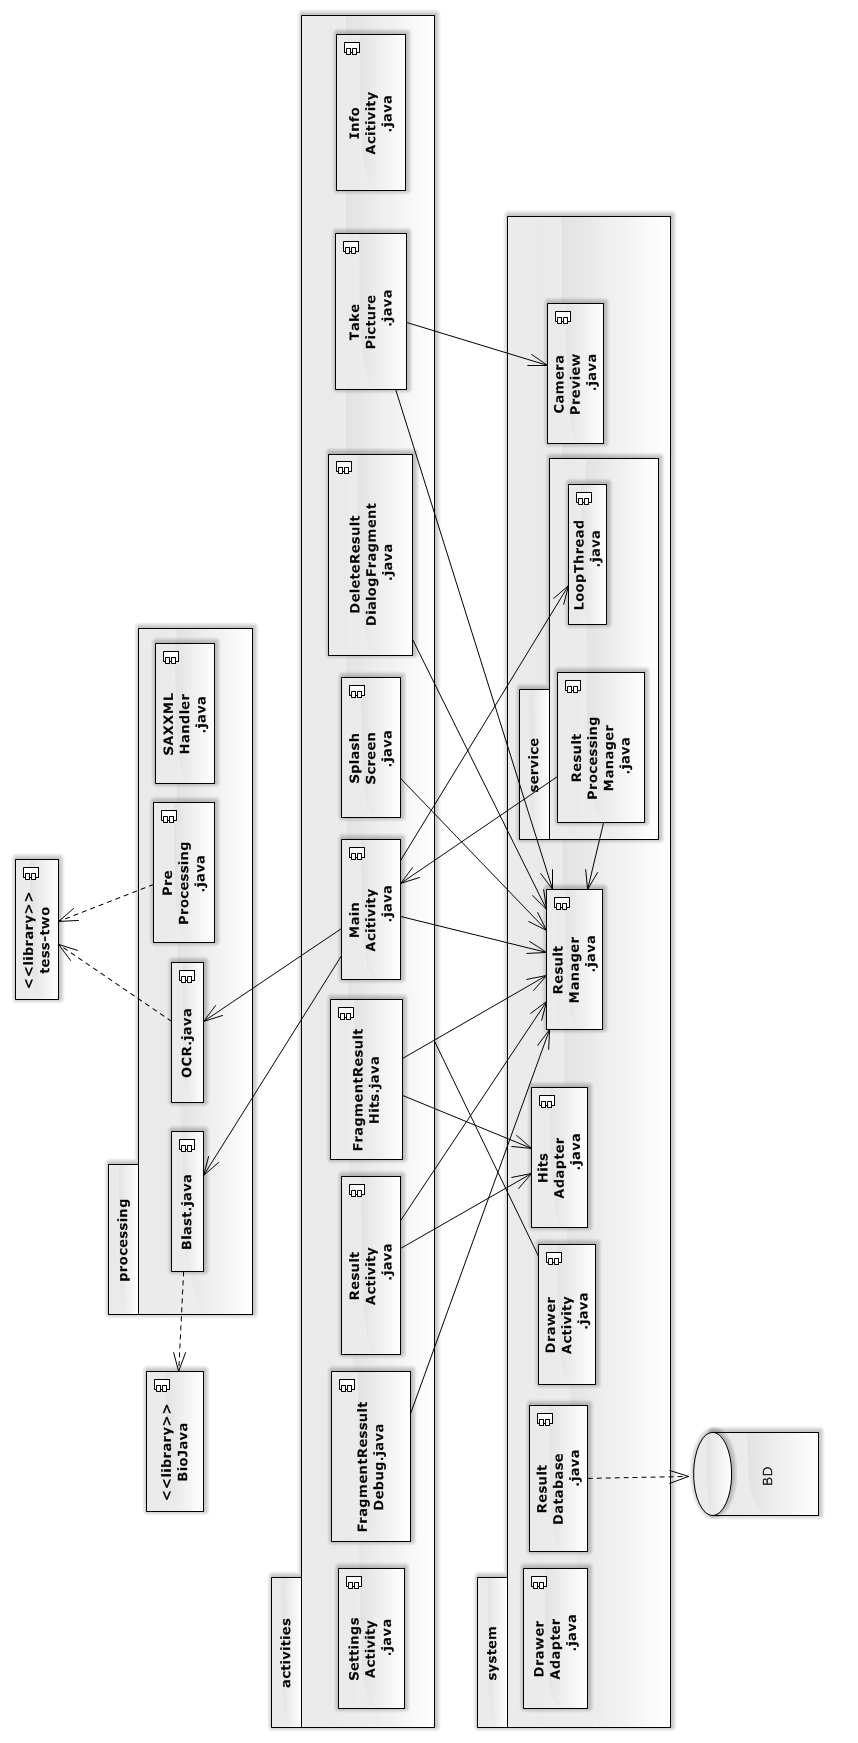 <<library>>
BioJava
<<library>>
tess-two
processing
Blast.java
OCR.java
Pre
Processing
.java
SAXXML
Handler
.java
activities
Settings
Activity
.java
FragmentRessult
Debug.java
Result
Activity
.java
FragmentResult
Hits.java
Main
Acitivity
.java
Splash
Screen
.java
DeleteResult
DialogFragment
.java
Take
Picture
.java
Info
Acitivity
.java
system
Drawer
Adapter
.java
Result
Database
.java
Drawer
Activity
.java
Hits
Adapter
.java
Result
Manager
.java
service
Result
Processing
Manager
.java
LoopThread
.java
Camera
Preview
.java
BD